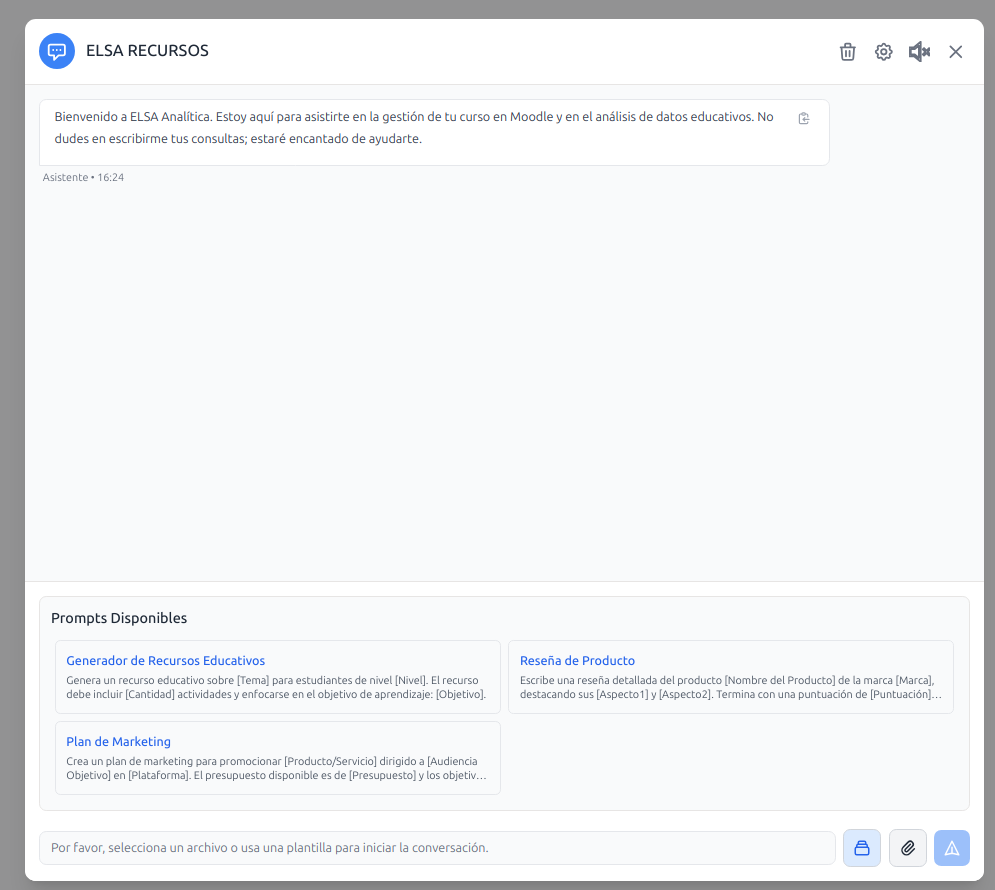 ELSA RECURSOS
Bienvenido a ELSA Analítica. Estoy aquí para asistirte en la gestión de tu curso en Moodle y en el análisis de datos educativos. No
dudes en escribirme tus consultas; estaré encantado de ayudarte.
Asistente • 16:24
Prompts Disponibles
Generador de Recursos Educativos
Genera un recurso educativo sobre [Tema] para estudiantes de nivel [Nivel]. El recurso
debe incluir [Cantidad] actividades y enfocarse en el objetivo de aprendizaje: [Objetivo].
Reseña de Producto
Escribe una reseña detallada del producto [Nombre del Producto] de la marca [Marca],
destacando sus [Aspecto1] y [Aspecto2]. Termina con una puntuación de [Puntuación]...
Plan de Marketing
Crea un plan de marketing para promocionar [Producto/Servicio] dirigido a [Audiencia
Objetivo] en [Plataforma]. El presupuesto disponible es de [Presupuesto] y los objetiv...
Por favor, selecciona un archivo o usa una plantilla para iniciar la conversación.